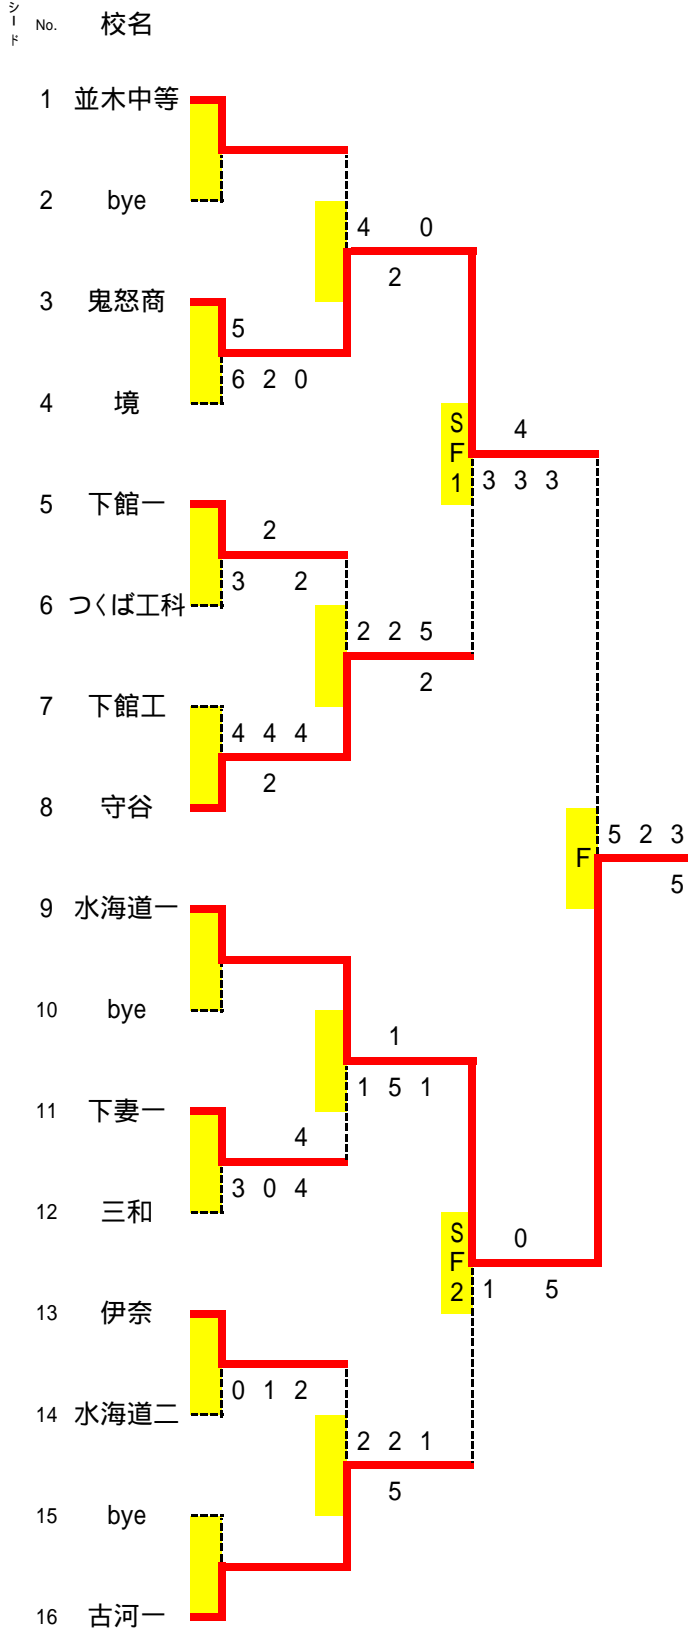 シード No. 校名
1 並木中等
2 bye
4 0
2
3 鬼怒商
5
6 2 0
4 境
SF1
4
3 3 3
5 下館一
2
3 2
6 つくば工科
2 2 5
2
7 下館工
4 4 4
2
8 守谷
F
5 2 3
5
9 水海道一
10 bye
1
1 5 1
11 下妻一
4
3 0 4
12 三和
SF2
0
1 5
13 伊奈
0 1 2
14 水海道二
2 2 1
5
15 bye
16 古河一